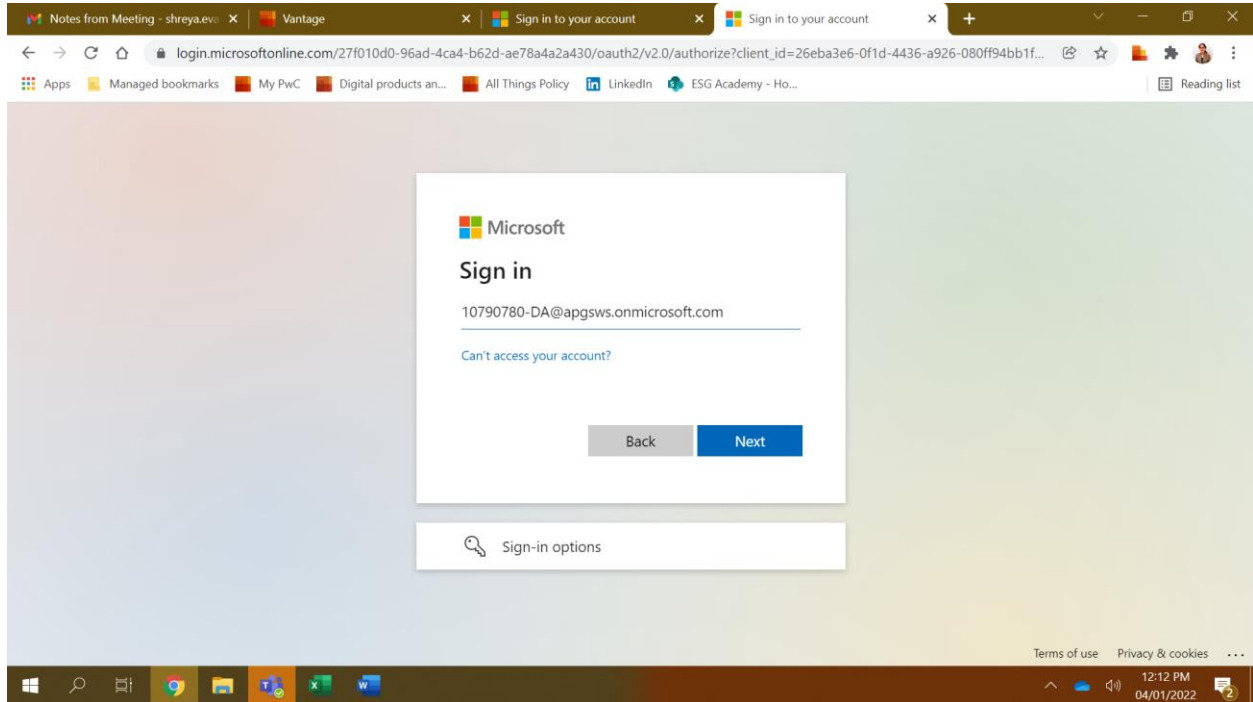 Notes from Meeting - shreya.eva
Vantage
Sign in to your account
Sign in to your account
login.microsoftonline.com/27f010d0-96ad-4ca4-b62d-ae78a4a2a430/oauth2/v2.0/authorize?client_id=26eba3e6-0f1d-4436-a926-080ff94bb1f...
Apps
Managed bookmarks
My PwC
Digital products an...
All Things Policy
LinkedIn
ESG Academy - Ho...
Reading list
Microsoft
Sign in
10790780-DA@apgsws.onmicrosoft.com
Can't access your account?
Back
Next
Sign-in options
Terms of use
Privacy & cookies
...
12:12 PM
04/01/2022
2